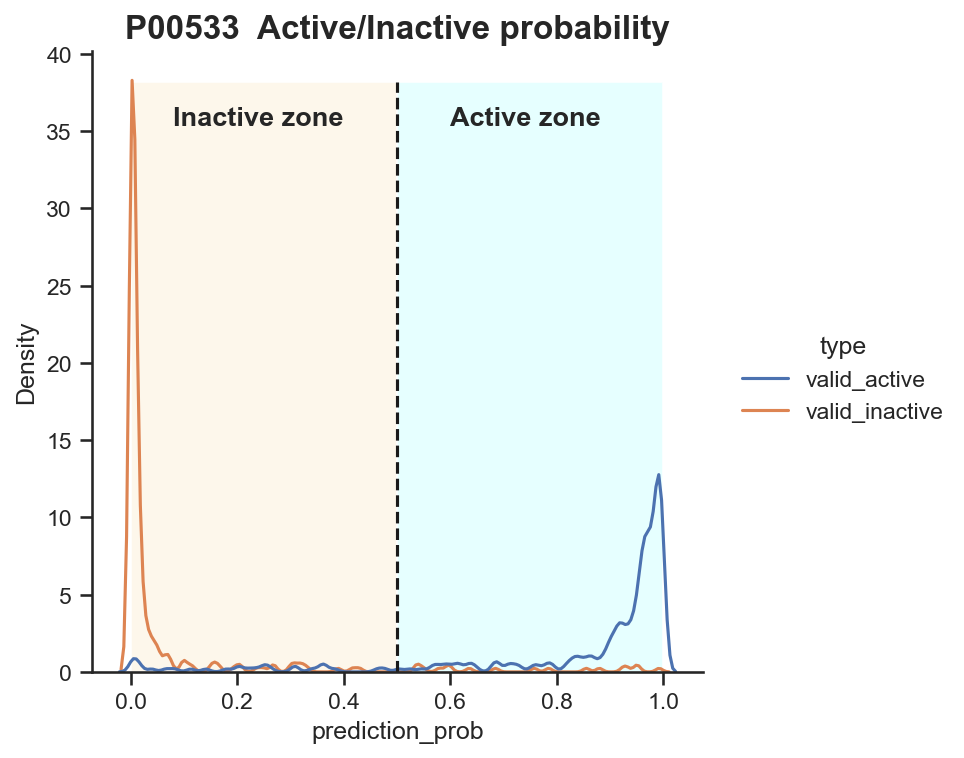 P00533  Active/Inactive probability
40
35
30
25
20
15
10
5
0
Density
Inactive zone
Active zone
0.0
0.2
0.4
0.6
0.8
1.0
prediction_prob
type
valid_active
valid_inactive